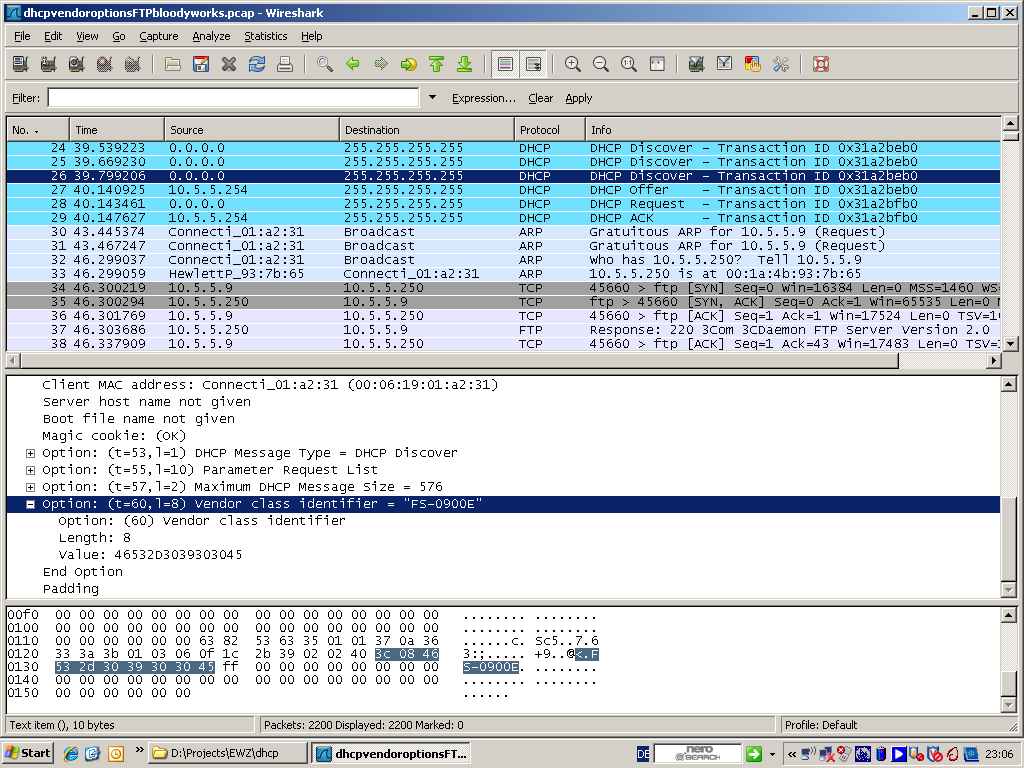 dhcpvendoroptionsFTPbloodyworks.pcap - Wireshark
File Edit View Go Capture Analyze Statistics Help
Filter: Expression... Clear Apply
No. . Time Source Destination Protocol Info
24 39.539223 0.0.0.0 255.255.255.255 DHCP DHCP Discover - Transaction ID 0x31a2beb0
25 39.669230 0.0.0.0 255.255.255.255 DHCP DHCP Discover - Transaction ID 0x31a2beb0
26 39.799206 0.0.0.0 255.255.255.255 DHCP DHCP Discover - Transaction ID 0x31a2beb0
27 40.140925 10.5.5.254 255.255.255.255 DHCP DHCP Offer - Transaction ID 0x31a2beb0
28 40.143461 0.0.0.0 255.255.255.255 DHCP DHCP Request - Transaction ID 0x31a2bfb0
29 40.147627 10.5.5.254 255.255.255.255 DHCP DHCP ACK - Transaction ID 0x31a2bfb0
30 43.445374 Connecti_01:a2:31 Broadcast ARP Gratuitous ARP for 10.5.5.9 (Request)
31 43.467247 Connecti_01:a2:31 Broadcast ARP Gratuitous ARP for 10.5.5.9 (Request)
32 46.299037 Connecti_01:a2:31 Broadcast ARP Who has 10.5.5.250? Tell 10.5.5.9
33 46.299059 HewlettP_93:7b:65 Connecti_01:a2:31 ARP 10.5.5.250 is at 00:1a:4b:93:7b:65
34 46.300219 10.5.5.9 10.5.5.250 TCP 45660 > ftp [SYN] Seq=0 Win=16384 Len=0 MSS=1460 WS=
35 46.300294 10.5.5.250 10.5.5.9 TCP ftp > 45660 [SYN, ACK] Seq=0 Ack=1 Win=65535 Len=0 M
36 46.301769 10.5.5.9 10.5.5.250 TCP 45660 > ftp [ACK] Seq=1 Ack=1 Win=17524 Len=0 TSV=1
37 46.303686 10.5.5.250 10.5.5.9 FTP Response: 220 3Com 3CDaemon FTP Server Version 2.0
38 46.337909 10.5.5.9 10.5.5.250 TCP 45660 > ftp [ACK] Seq=1 Ack=43 Win=17483 Len=0 TSV=
Client MAC address: Connecti_01:a2:31 (00:06:19:01:a2:31)
Server host name not given
Boot file name not given
Magic cookie: (OK)
Option: (t=53,l=1) DHCP Message Type = DHCP Discover
Option: (t=55,l=10) Parameter Request List
Option: (t=57,l=2) Maximum DHCP Message Size = 576
Option: (t=60,l=8) Vendor class identifier = "FS-0900E"
Option: (60) Vendor class identifier
Length: 8
Value: 46532D3039303045
End Option
Padding
00f0 00 00 00 00 00 00 00 00 00 00 00 00 00 00 00 00 ........ ........
0100 00 00 00 00 00 00 00 00 00 00 00 00 00 00 00 00 ........ ........
0110 00 00 00 00 00 00 63 82 53 63 35 01 01 37 0a 36 ......c. Sc5..7.6
0120 33 3a 3b 01 03 06 0f 1c 2b 39 02 02 40 3c 08 46 3:;..... +9..@<.F
0130 53 2d 30 39 30 30 45 ff 00 00 00 00 00 00 00 00 S-0900E. ........
0140 00 00 00 00 00 00 00 00 00 00 00 00 00 00 00 00 ........ ........
0150 00 00 00 00 00 00 ......
Text item (), 10 bytes Packets: 2200 Displayed: 2200 Marked: 0 Profile: Default
Start » D:\Projects\EWZ\dhcp dhcpvendoroptionsFT... DE nero SEARCH « 23:06